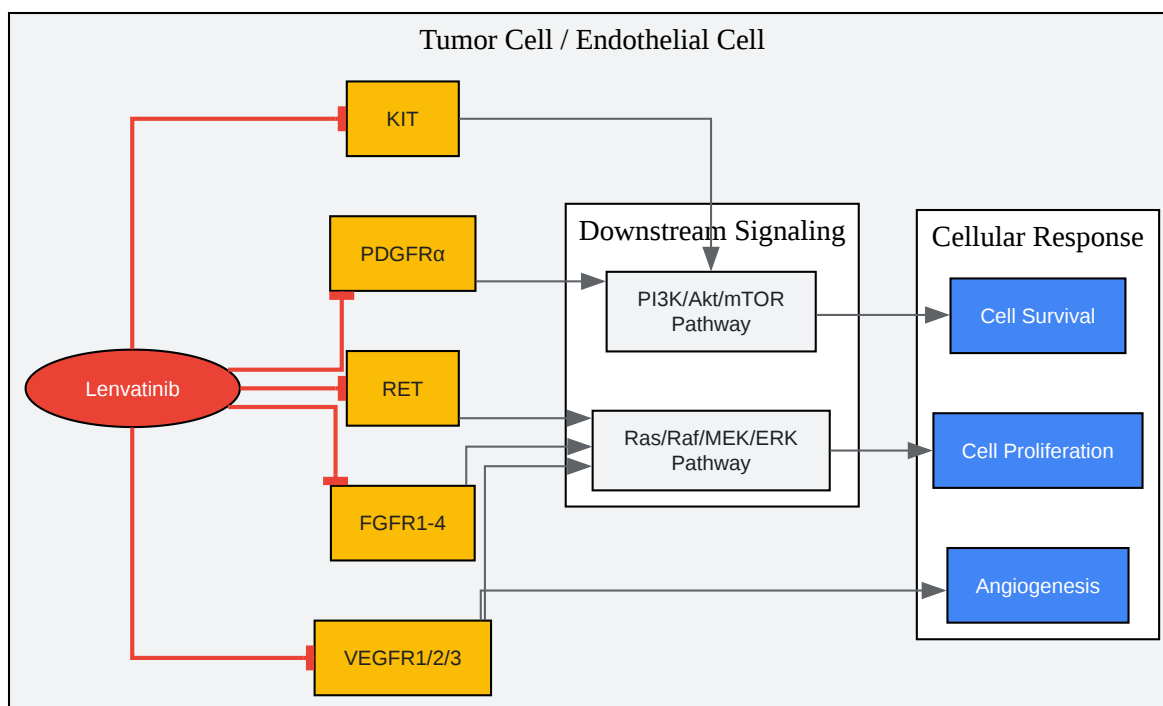 Tumor Cell / Endothelial Cell
KIT
PDGFRα
RET
FGFR1-4
VEGFR1/2/3
Lenvatinib
Downstream Signaling
PI3K/Akt/mTOR
Pathway
Ras/Raf/MEK/ERK
Pathway
Cellular Response
Cell Survival
Cell Proliferation
Angiogenesis